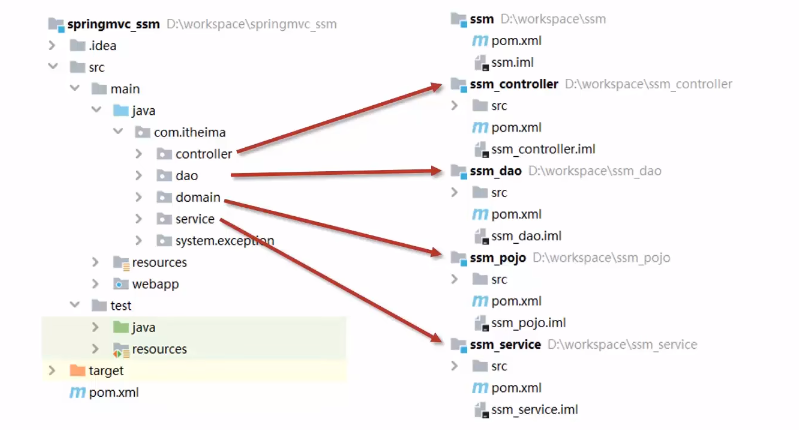 springmvc_ssm D:\workspace\springmvc_ssm
.idea
src
main
java
com.itheima
controller
dao
domain
service
system.exception
resources
webapp
test
java
resources
target
pom.xml
ssm D:\workspace\ssm
pom.xml
ssm.iml
ssm_controller D:\workspace\ssm_controller
src
pom.xml
ssm_controller.iml
ssm_dao D:\workspace\ssm_dao
src
pom.xml
ssm_dao.iml
ssm_pojo D:\workspace\ssm_pojo
src
pom.xml
ssm_pojo.iml
ssm_service D:\workspace\ssm_service
src
pom.xml
ssm_service.iml